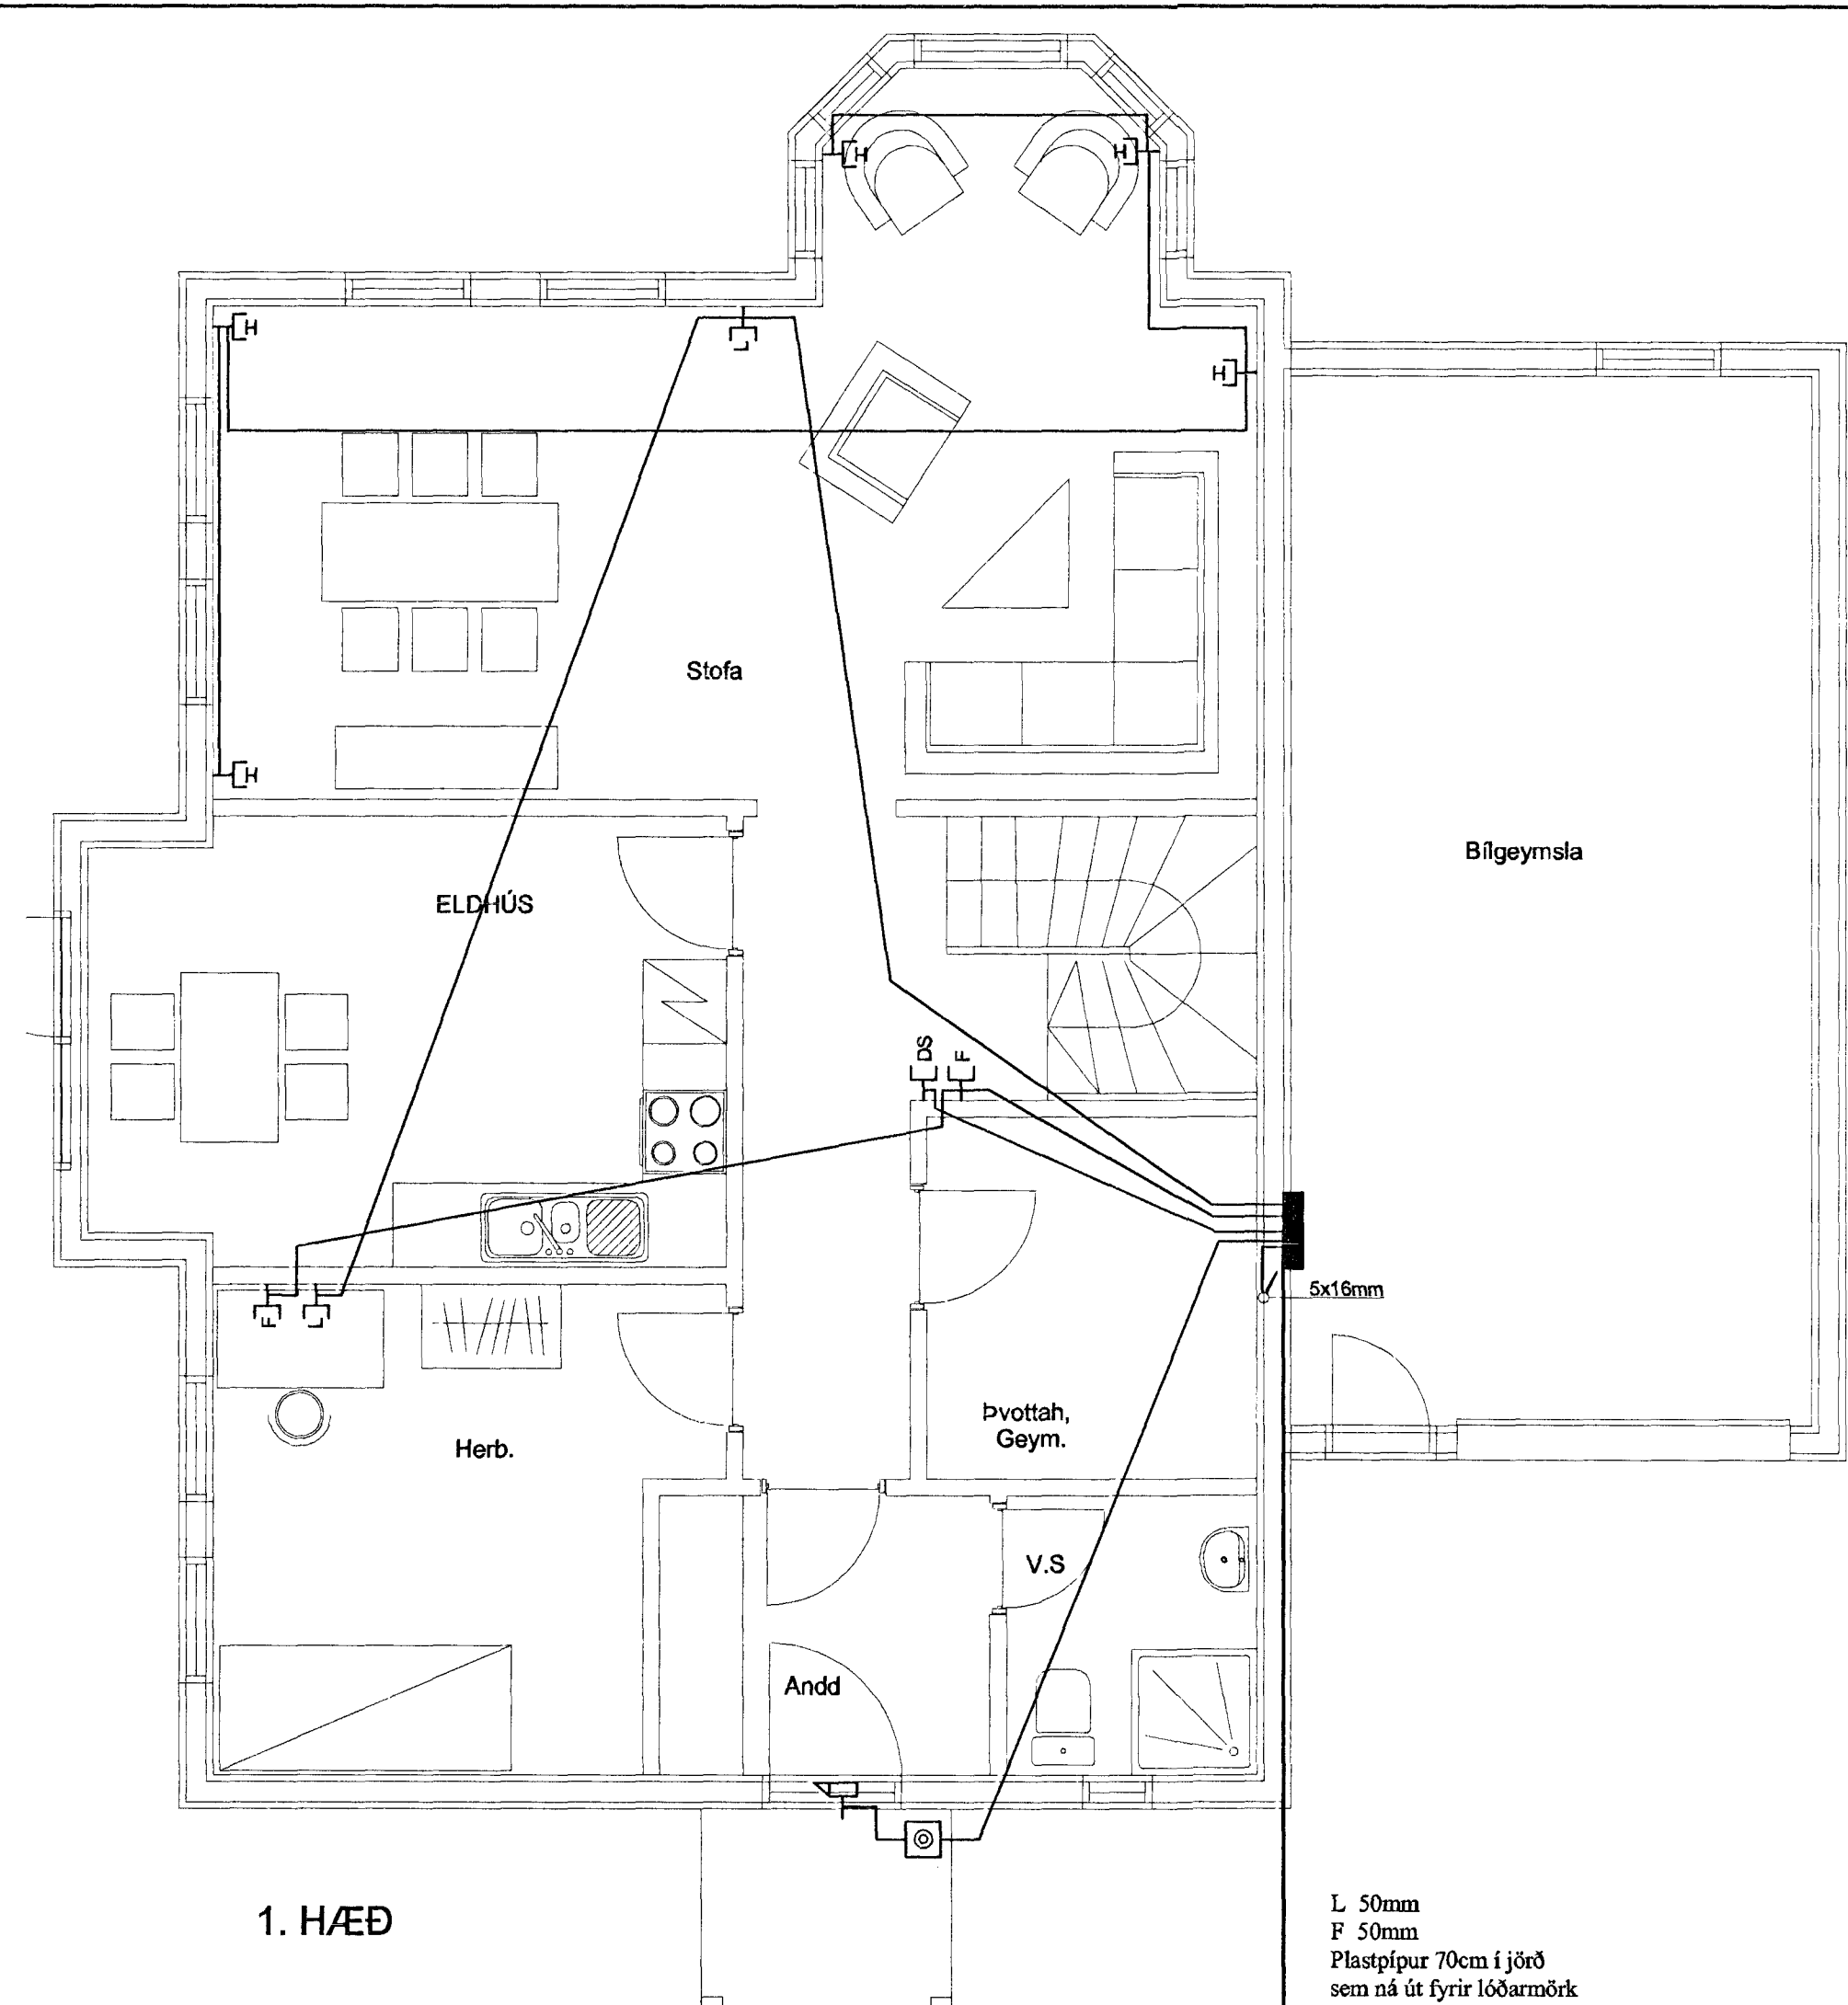 H
H
H
L
H
Stofa
H
Bílgeymsla
ELDHÚS
DS
F
5x16mm
F
L
Þvottah,
Geym.
Herb.
V.S
Andd
1. HÆÐ
L 50mm
F 50mm
Plastpípur 70cm í jörð
sem ná út fyrir lóðarmörk